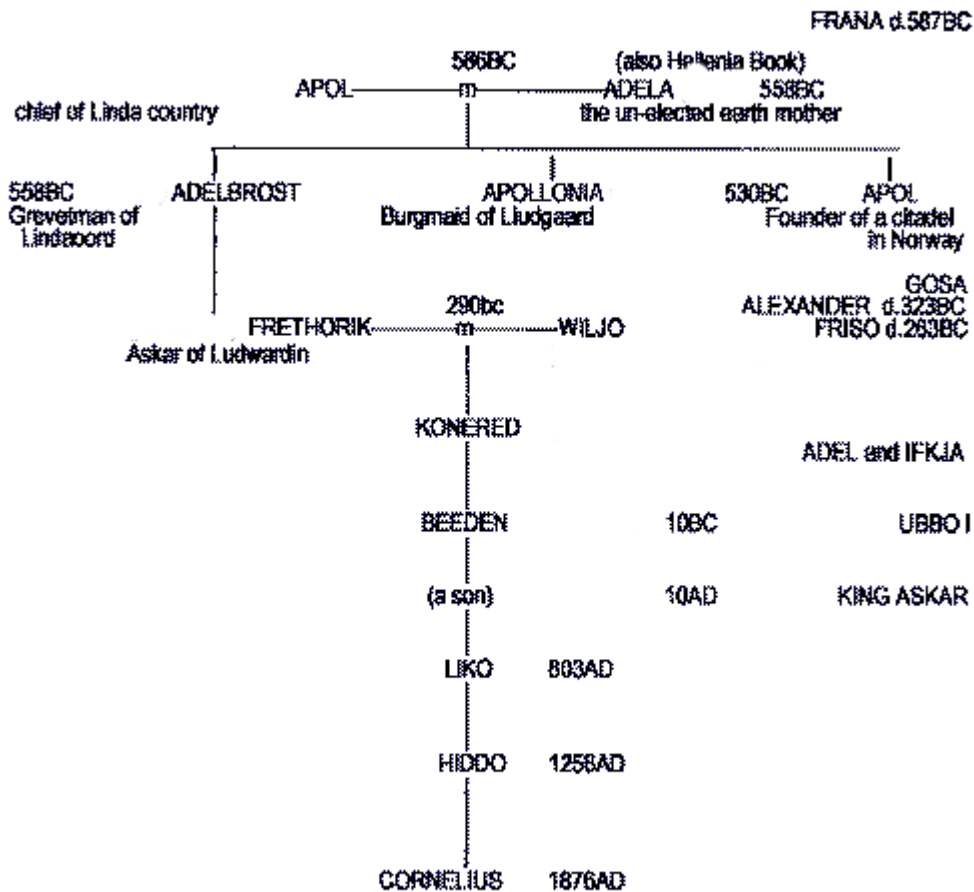 FRANA d.587BC
586BC (also Hellenia Book)
APOL m ADELA 558BC
chief of Linda country the un-elected earth mother
558BC ADELBROST APOLLONIA 530BC APOL
Grevetman of Burgmaid of Liudgaard Founder of a citadel
Lindaoord in Norway
GOSA
290bc ALEXANDER d.323BC
FRETHORIK m WILJO FRISO d.263BC
Askar of Ludwardin
KONERED
ADEL and IFKJA
BEEDEN 10BC UBBO I
(a son) 10AD KING ASKAR
LIKO 803AD
HIDDO 1256AD
CORNELIUS 1876AD